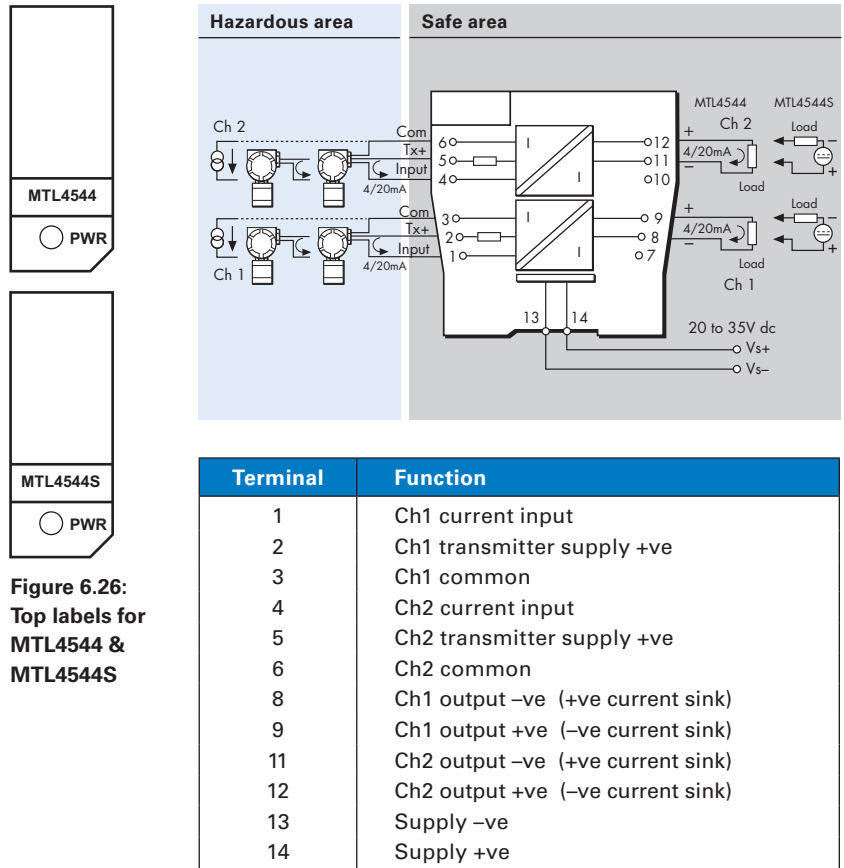 MTL4544
PWR
MTL4544S
PWR
Figure 6.26:
Top labels for
MTL4544 &
MTL4544S
Hazardous area
Safe area
Ch 2
Com
Tx+
Input
4/20mA
Ch 1
Com
Tx+
Input
4/20mA
6
5
4
3
2
1
I
I
I
I
12
11
10
9
8
7
13
14
MTL4544
MTL4544S
+
Ch 2
4/20mA
–
Load
Load
–
+
+
4/20mA
–
Load
Ch 1
Load
–
+
20 to 35V dc
Vs+
Vs–
Terminal Function
1 Ch1 current input
2 Ch1 transmitter supply +ve
3 Ch1 common
4 Ch2 current input
5 Ch2 transmitter supply +ve
6 Ch2 common
8 Ch1 output –ve (+ve current sink)
9 Ch1 output +ve (–ve current sink)
11 Ch2 output –ve (+ve current sink)
12 Ch2 output +ve (–ve current sink)
13 Supply –ve
14 Supply +ve